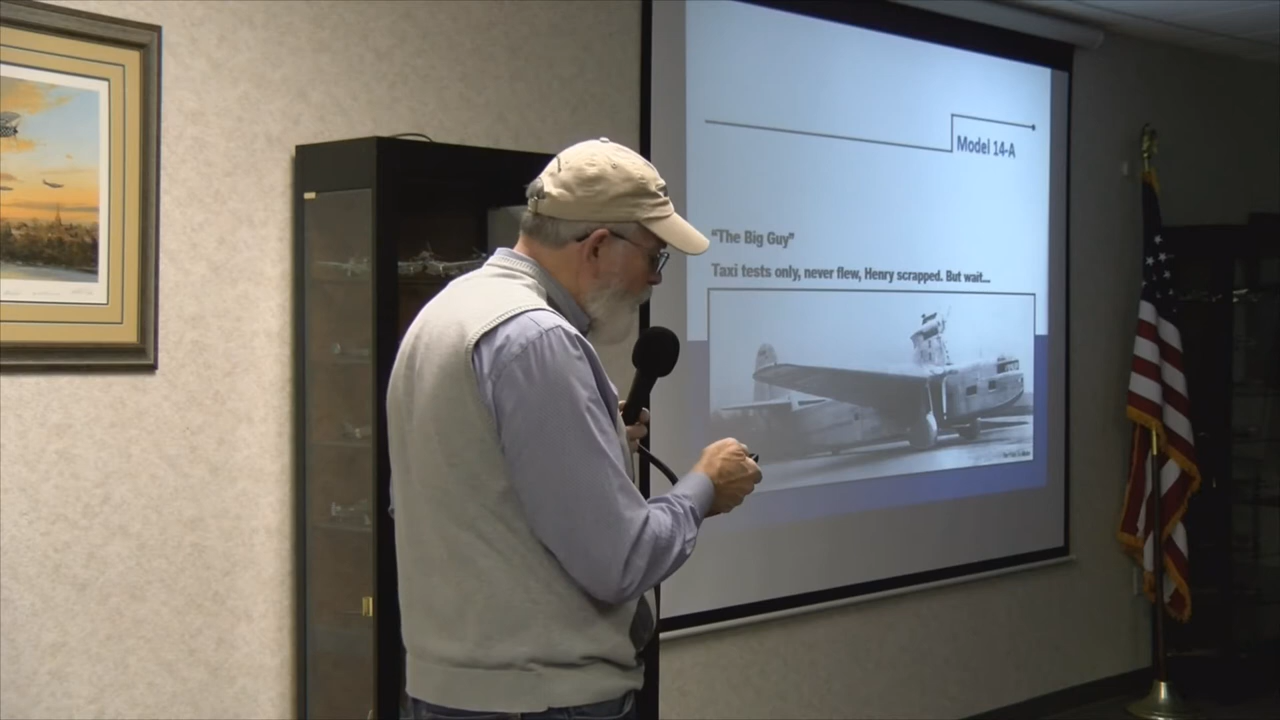 Model 14-A
“The Big Guy”
Taxi tests only, never flew, Henry scrapped. But wait...